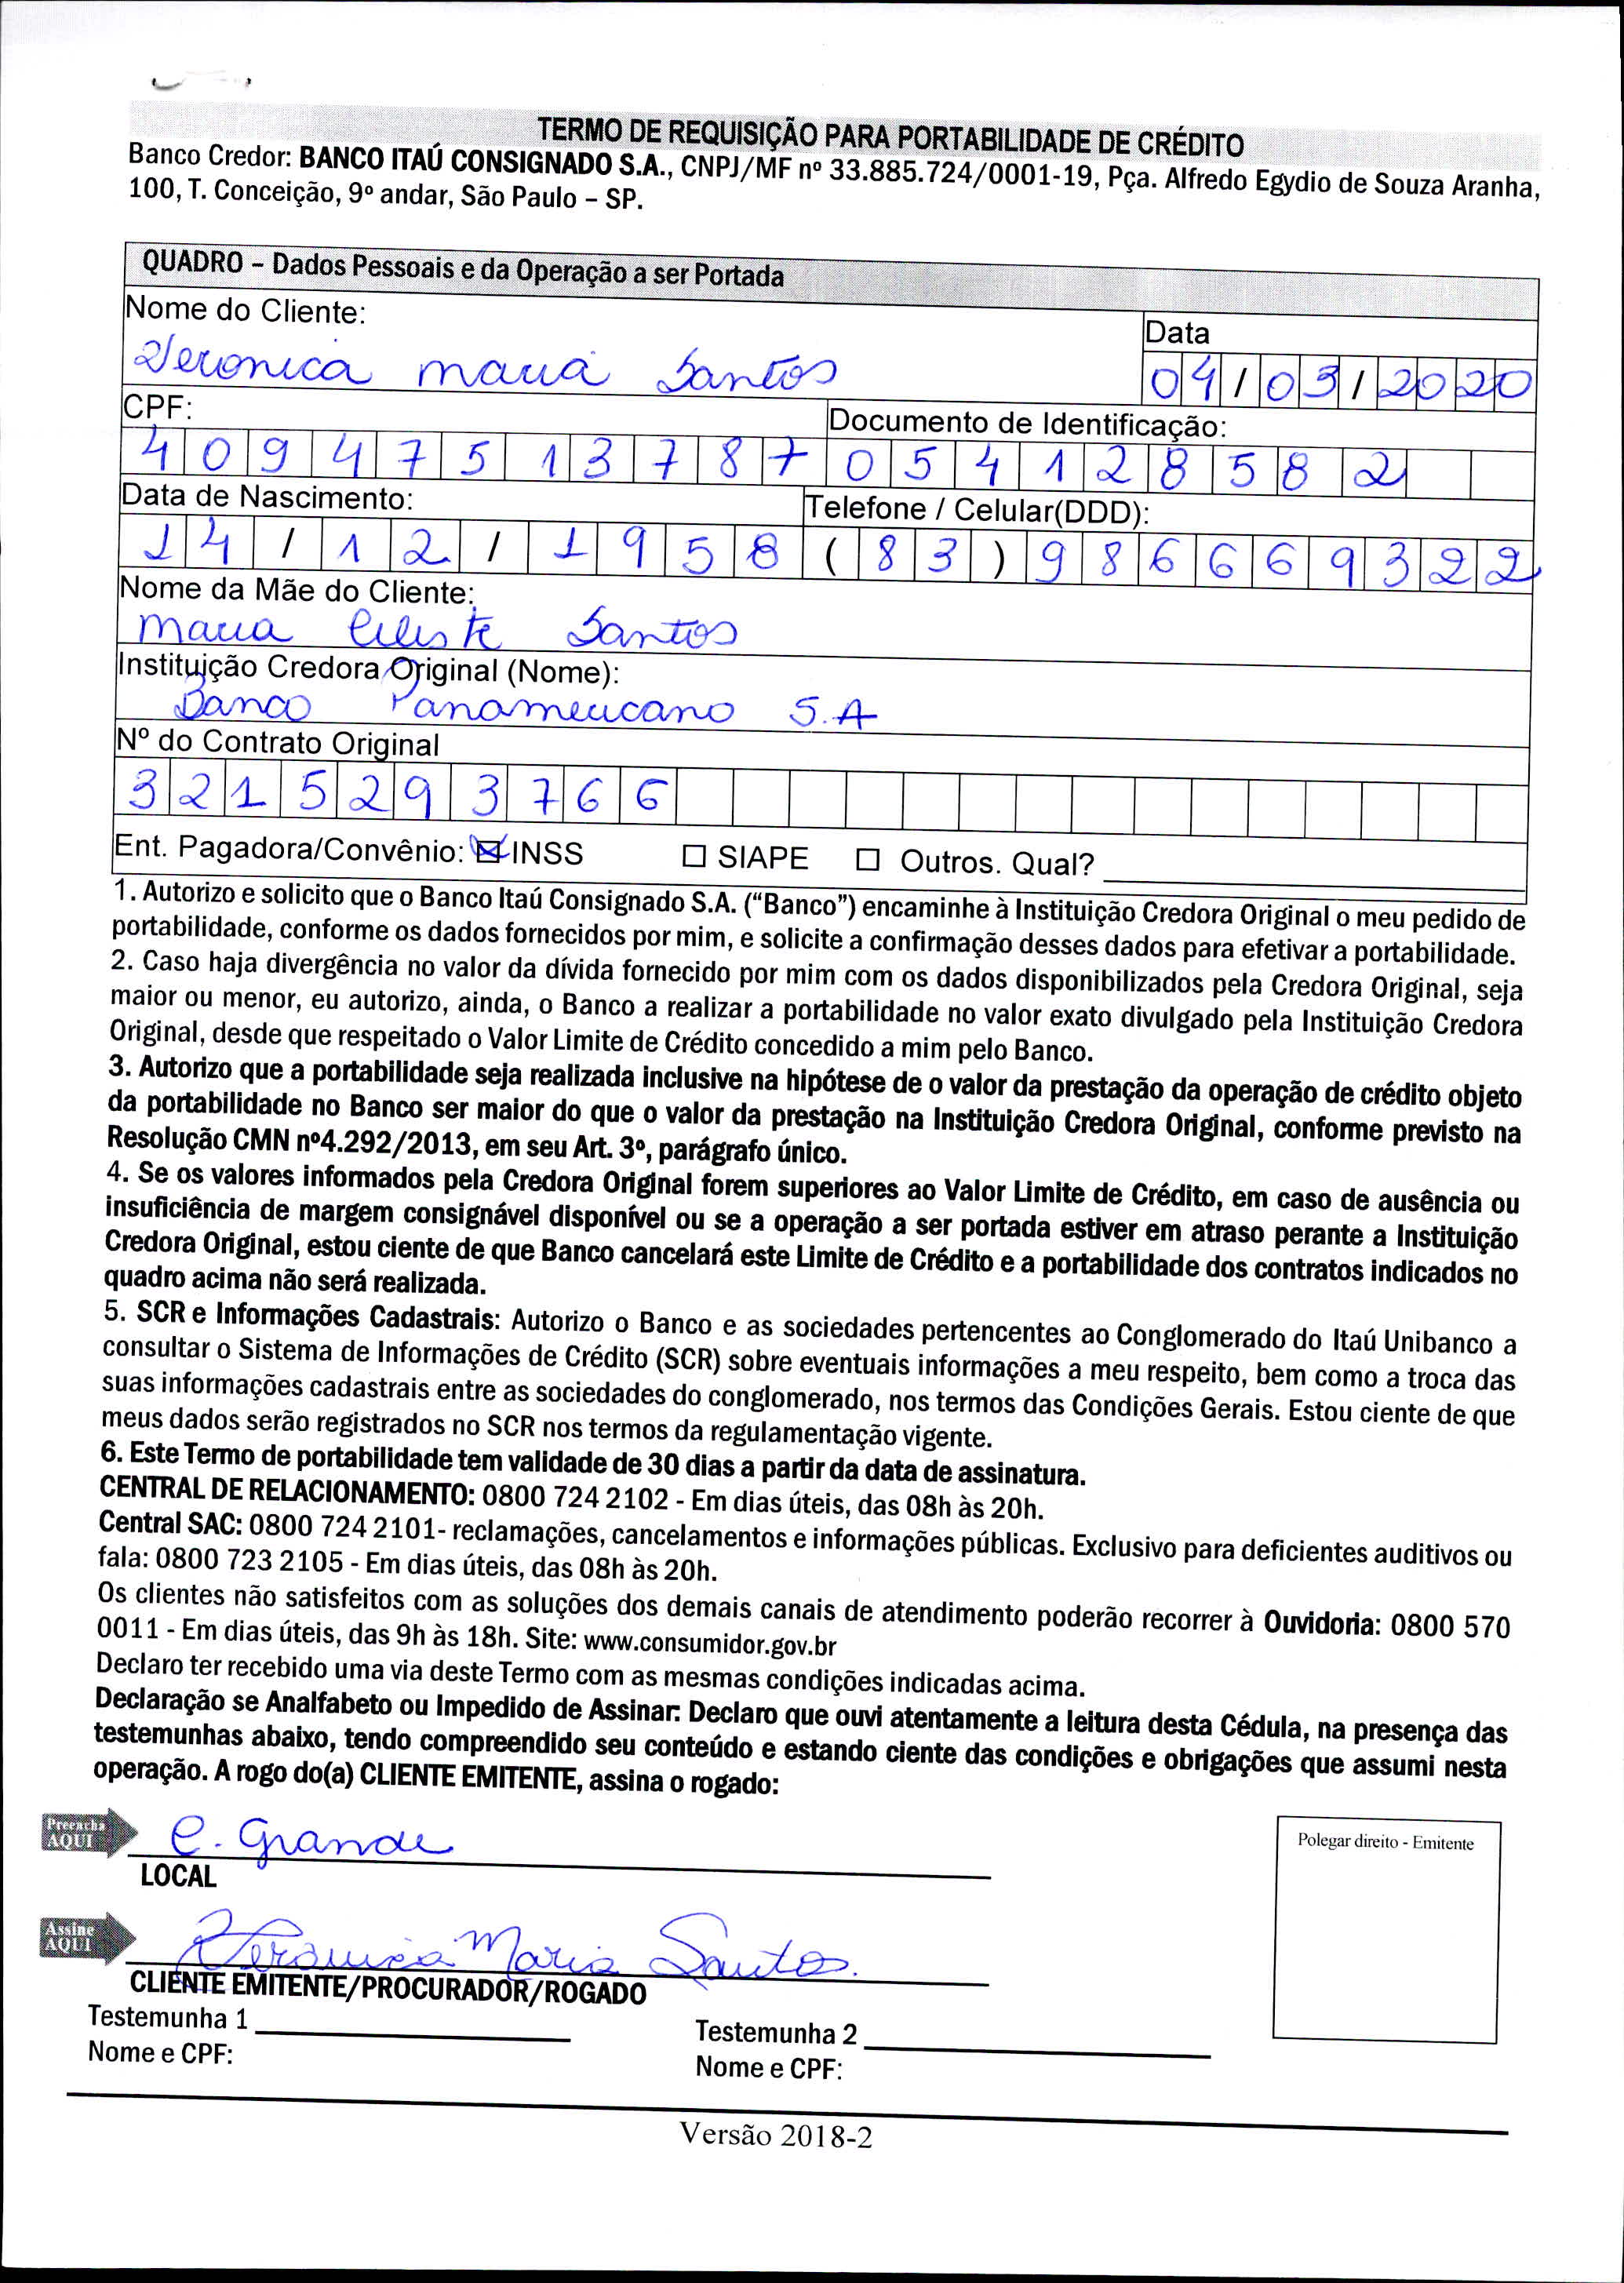 TERMO DE REQUISIÇÃO PARA PORTABILIDADE DE CRÉDITO
Banco Credor: BANCO ITAÚ CONSIGNADO S.A., CNPJ/MF nº 33.885.724/0001-19, Pça. Alfredo Egydio de Souza Aranha,
100, T. Conceição, 9º andar, São Paulo – SP.
QUADRO – Dados Pessoais e da Operação a ser Portada
Nome do Cliente:
Data
Veronica maria Santos
04/03/2020
CPF:
Documento de Identificação:
40947513787
054128582
Data de Nascimento:
Telefone / Celular(DDD):
14/12/1958
(83)986669322
Nome da Mãe do Cliente:
maria Celeste Santos
Instituição Credora Original (Nome):
Banco Panamericano S.A
Nº do Contrato Original
3215293766
Ent. Pagadora/Convênio: ☒ INSS ☐ SIAPE ☐ Outros. Qual?
1. Autorizo e solicito que o Banco Itaú Consignado S.A. (“Banco”) encaminhe à Instituição Credora Original o meu pedido de
portabilidade, conforme os dados fornecidos por mim, e solicite a confirmação desses dados para efetivar a portabilidade.
2. Caso haja divergência no valor da dívida fornecido por mim com os dados disponibilizados pela Credora Original, seja
maior ou menor, eu autorizo, ainda, o Banco a realizar a portabilidade no valor exato divulgado pela Instituição Credora
Original, desde que respeitado o Valor Limite de Crédito concedido a mim pelo Banco.
3. Autorizo que a portabilidade seja realizada inclusive na hipótese de o valor da prestação da operação de crédito objeto
da portabilidade no Banco ser maior do que o valor da prestação na Instituição Credora Original, conforme previsto na
Resolução CMN nº4.292/2013, em seu Art. 3º, parágrafo único.
4. Se os valores informados pela Credora Original forem superiores ao Valor Limite de Crédito, em caso de ausência ou
insuficiência de margem consignável disponível ou se a operação a ser portada estiver em atraso perante a Instituição
Credora Original, estou ciente de que Banco cancelará este Limite de Crédito e a portabilidade dos contratos indicados no
quadro acima não será realizada.
5. SCR e Informações Cadastrais: Autorizo o Banco e as sociedades pertencentes ao Conglomerado do Itaú Unibanco a
consultar o Sistema de Informações de Crédito (SCR) sobre eventuais informações a meu respeito, bem como a troca das
suas informações cadastrais entre as sociedades do conglomerado, nos termos das Condições Gerais. Estou ciente de que
meus dados serão registrados no SCR nos termos da regulamentação vigente.
6. Este Termo de portabilidade tem validade de 30 dias a partir da data de assinatura.
CENTRAL DE RELACIONAMENTO: 0800 724 2102 - Em dias úteis, das 08h às 20h.
Central SAC: 0800 724 2101- reclamações, cancelamentos e informações públicas. Exclusivo para deficientes auditivos ou
fala: 0800 723 2105 - Em dias úteis, das 08h às 20h.
Os clientes não satisfeitos com as soluções dos demais canais de atendimento poderão recorrer à Ouvidoria: 0800 570
0011 - Em dias úteis, das 9h às 18h. Site: www.consumidor.gov.br
Declaro ter recebido uma via deste Termo com as mesmas condições indicadas acima.
Declaração se Analfabeto ou Impedido de Assinar: Declaro que ouvi atentamente a leitura desta Cédula, na presença das
testemunhas abaixo, tendo compreendido seu conteúdo e estando ciente das condições e obrigações que assumi nesta
operação. A rogo do(a) CLIENTE EMITENTE, assina o rogado:
Preencha
AQUI
C. Grande
Polegar direito - Emitente
LOCAL
Assine
AQUI
Veronica Maria Santos.
CLIENTE EMITENTE/PROCURADOR/ROGADO
Testemunha 1
Testemunha 2
Nome e CPF:
Nome e CPF:
Versão 2018-2